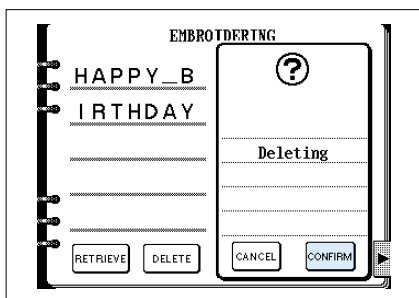 EMBROIDERING
HAPPY_B
IRTHDAY
?
Deleting
RETRIEVE DELETE CANCEL CONFIRM